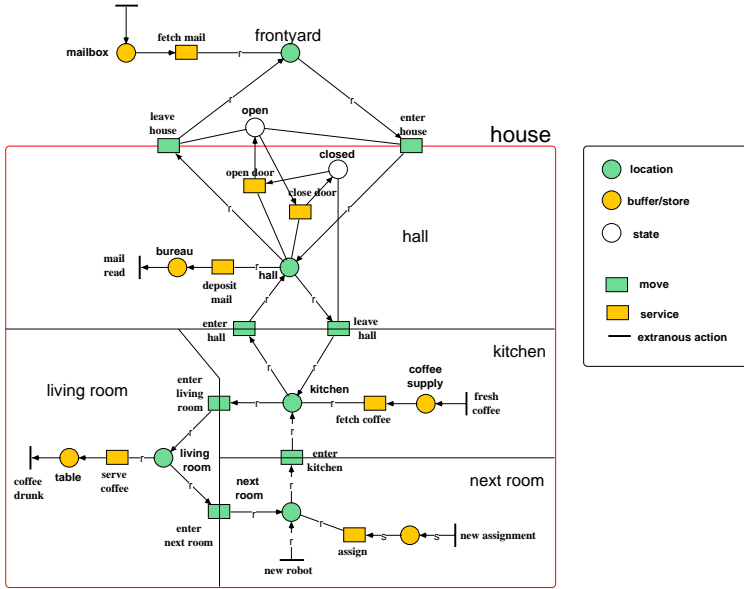 fetch mail
frontyard
mailbox
r
r
r
leave
house
open
enter
house
house
closed
open door
close door
r
r
hall
bureau
mail
read
r
hall
deposit
mail
r
r
enter
hall
leave
hall
kitchen
r
r
living room
enter
living
room
coffee
supply
r
kitchen
r
fetch coffee
fresh
coffee
r
r
living
room
enter
kitchen
table
serve
coffee
r
coffee
drunk
next room
next
room
r
r
enter
next room
r
r
assign
s
s
new assignment
r
new robot
location
buffer/store
state
move
service
extranous action